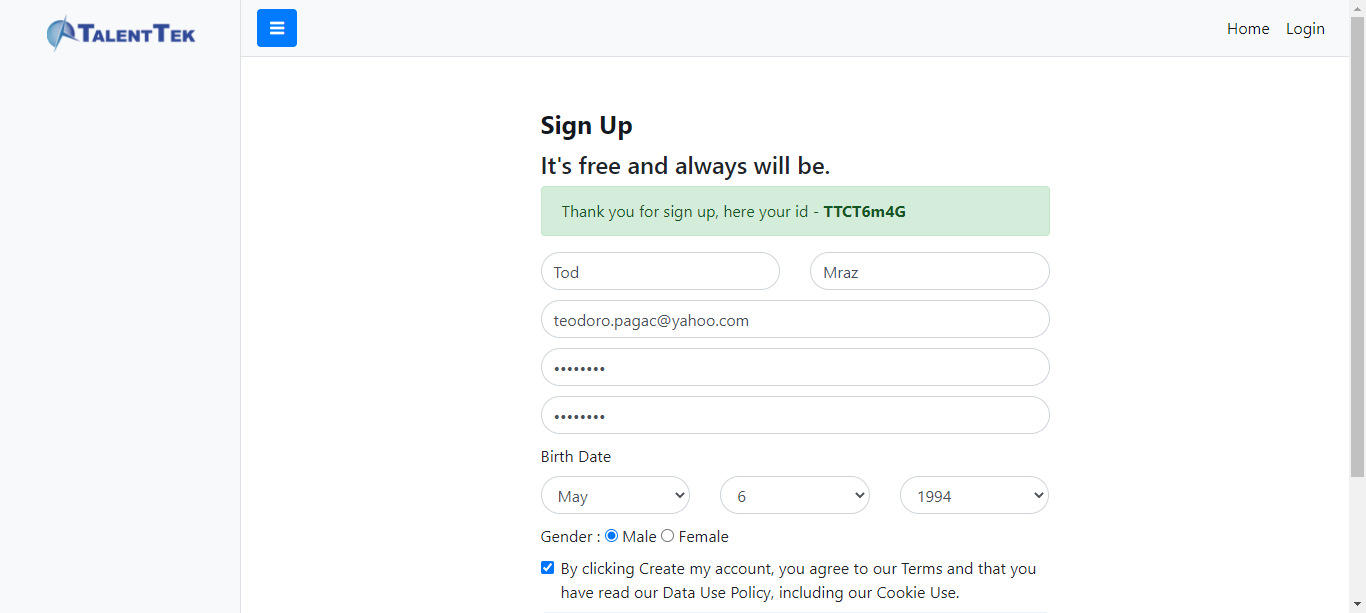 TALENTTEK
Home Login
Sign Up
It's free and always will be.
Thank you for sign up, here your id - TTCT6m4G
Tod Mraz
teodoro.pagac@yahoo.com
••••••••
••••••••
Birth Date
May 6 1994
Gender : Male Female
By clicking Create my account, you agree to our Terms and that you
have read our Data Use Policy, including our Cookie Use.